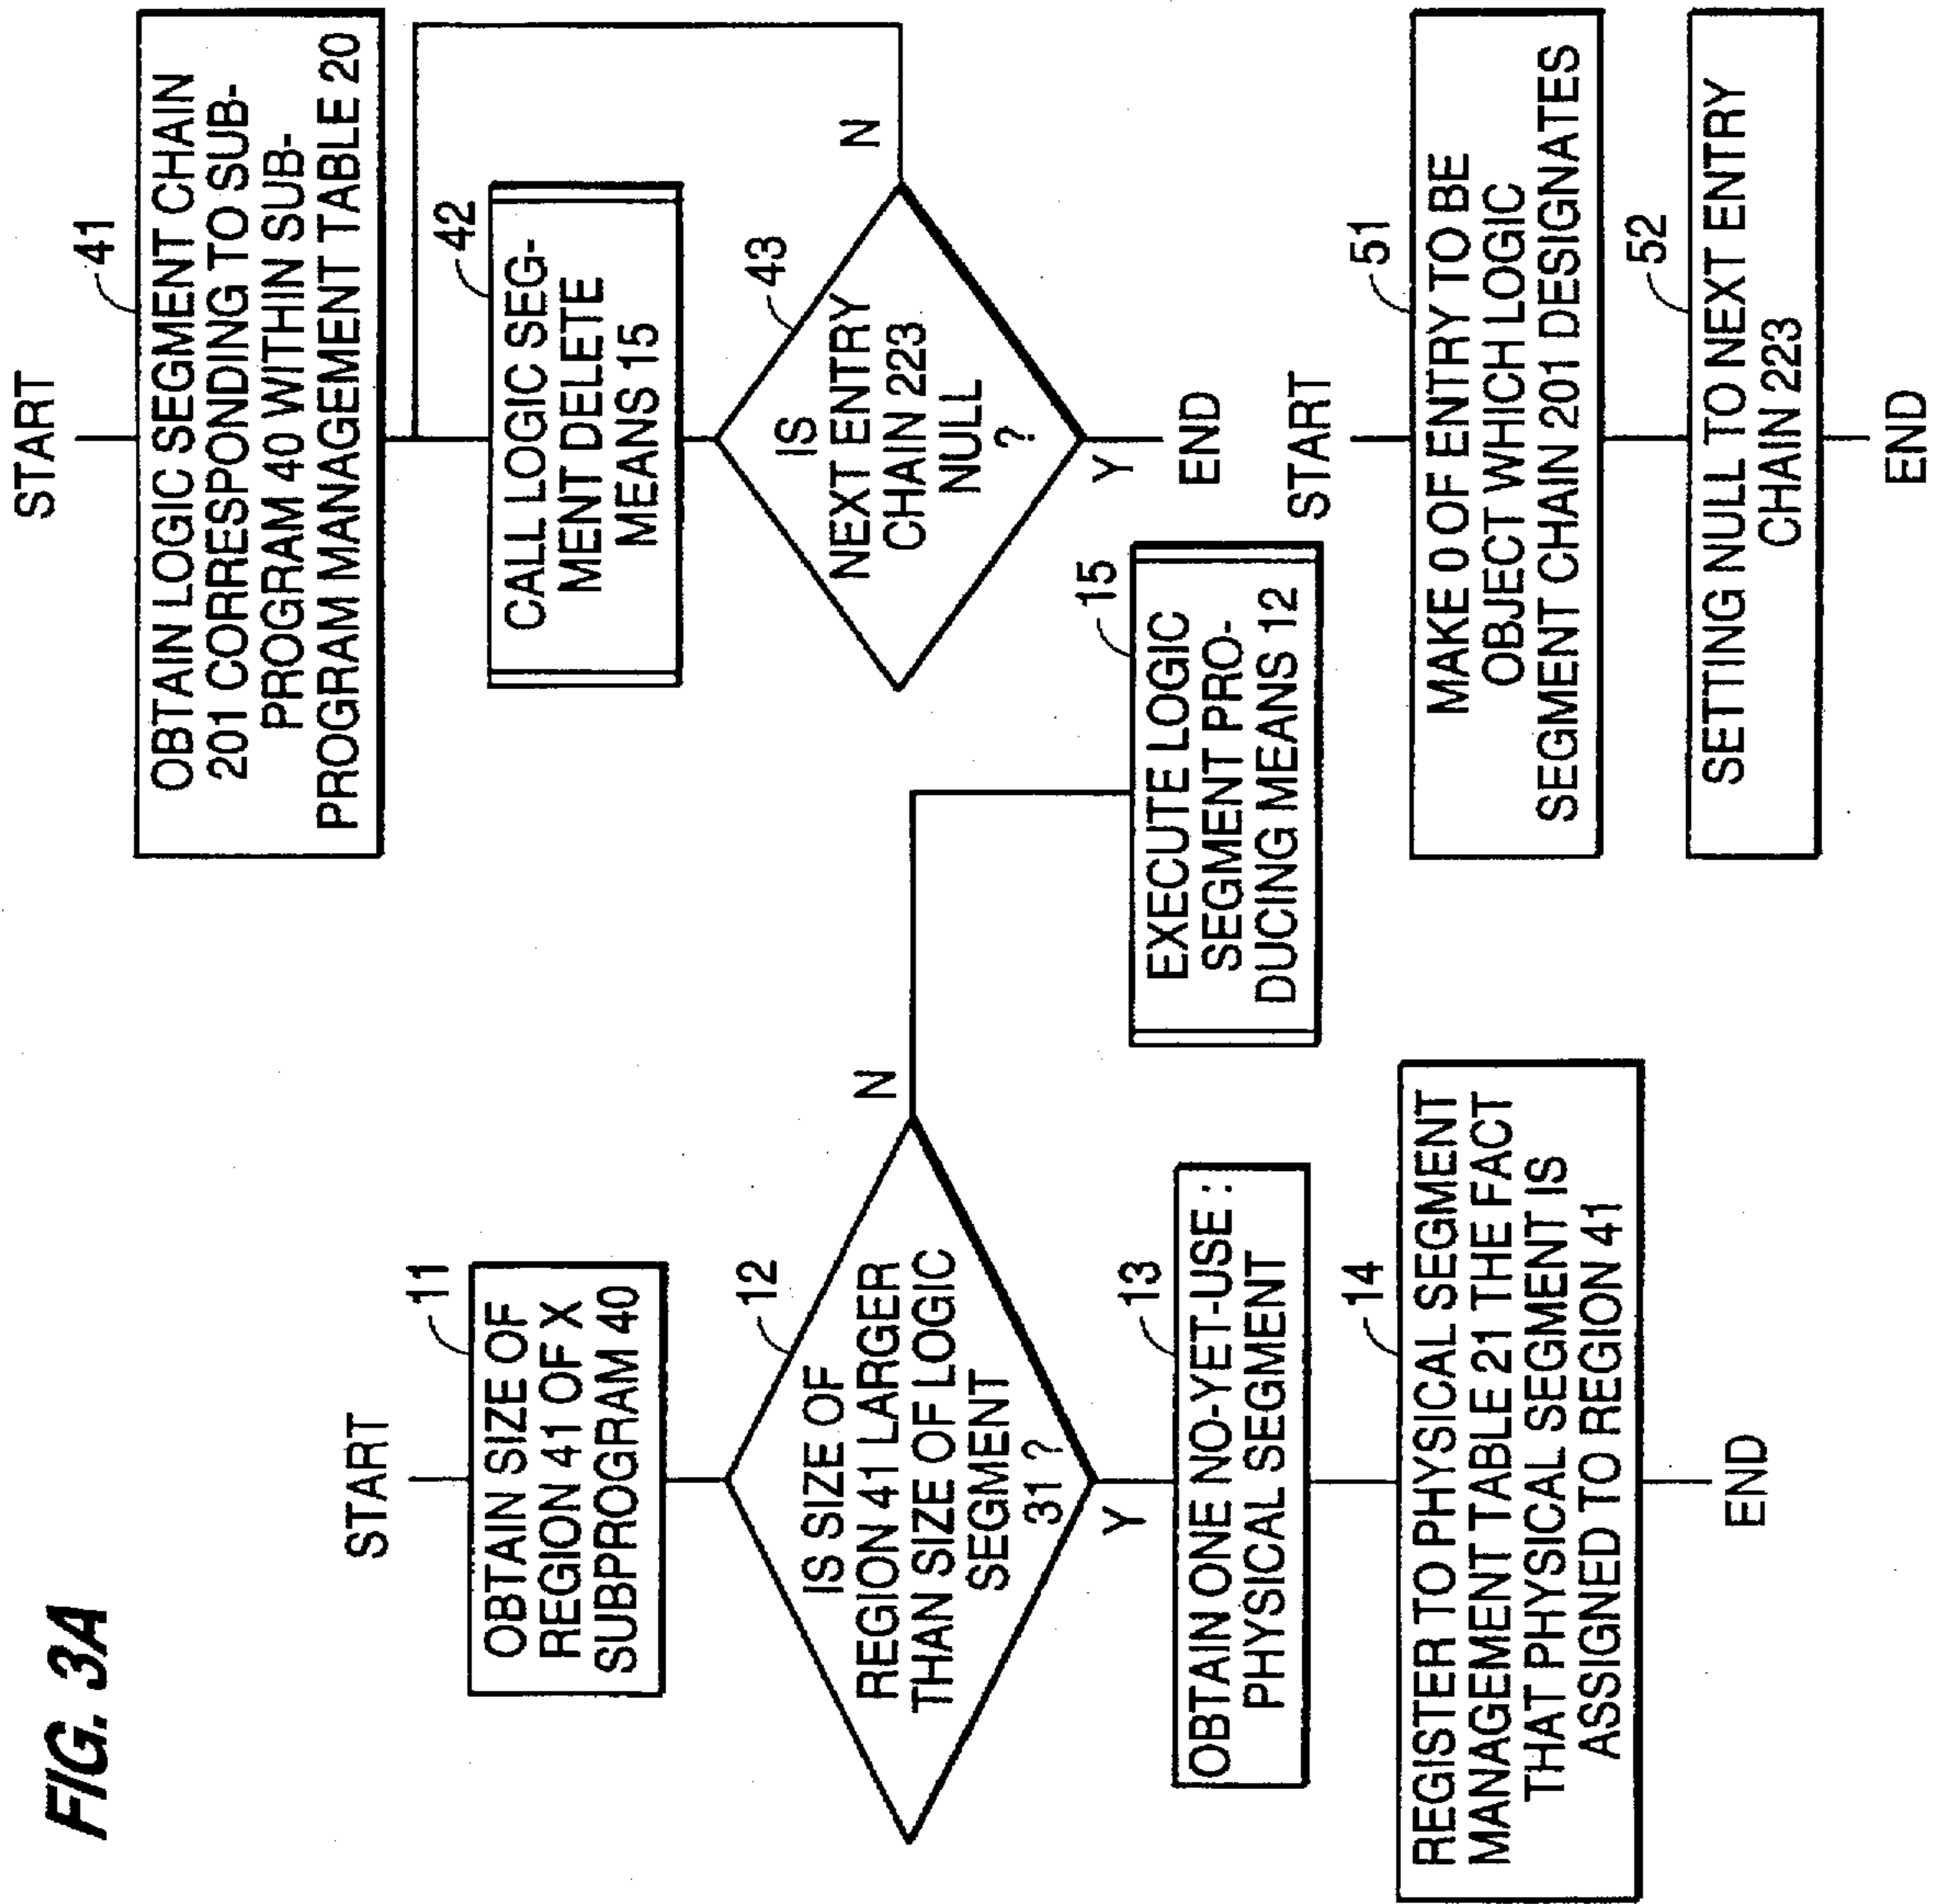 FIG. 3A
START
11
OBTAIN SIZE OF
REGION 41 OF X
SUBPROGRAM 40
12
IS SIZE OF
REGION 41 LARGER
THAN SIZE OF LOGIC
SEGMENT
31 ?
N
Y
13
OBTAIN ONE NO-YET-USE :
PHYSICAL SEGMENT
14
REGISTER TO PHYSICAL SEGMENT
MANAGEMENT TABLE 21 THE FACT
THAT PHYSICAL SEGMENT IS
ASSIGNED TO REGION 41
END
15
EXECUTE LOGIC
SEGMENT PRO-
DUCING MEANS 12
START
41
OBTAIN LOGIC SEGMENT CHAIN
201 CORRESPONDING TO SUB-
PROGRAM 40 WITHIN SUB-
PROGRAM MANAGEMENT TABLE 20
42
CALL LOGIC SEG-
MENT DELETE
MEANS 15
43
IS
NEXT ENTRY
CHAIN 223
NULL
?
N
Y
END
START
51
MAKE 0 OF ENTRY TO BE
OBJECT WHICH LOGIC
SEGMENT CHAIN 201 DESIGNATES
52
SETTING NULL TO NEXT ENTRY
CHAIN 223
END